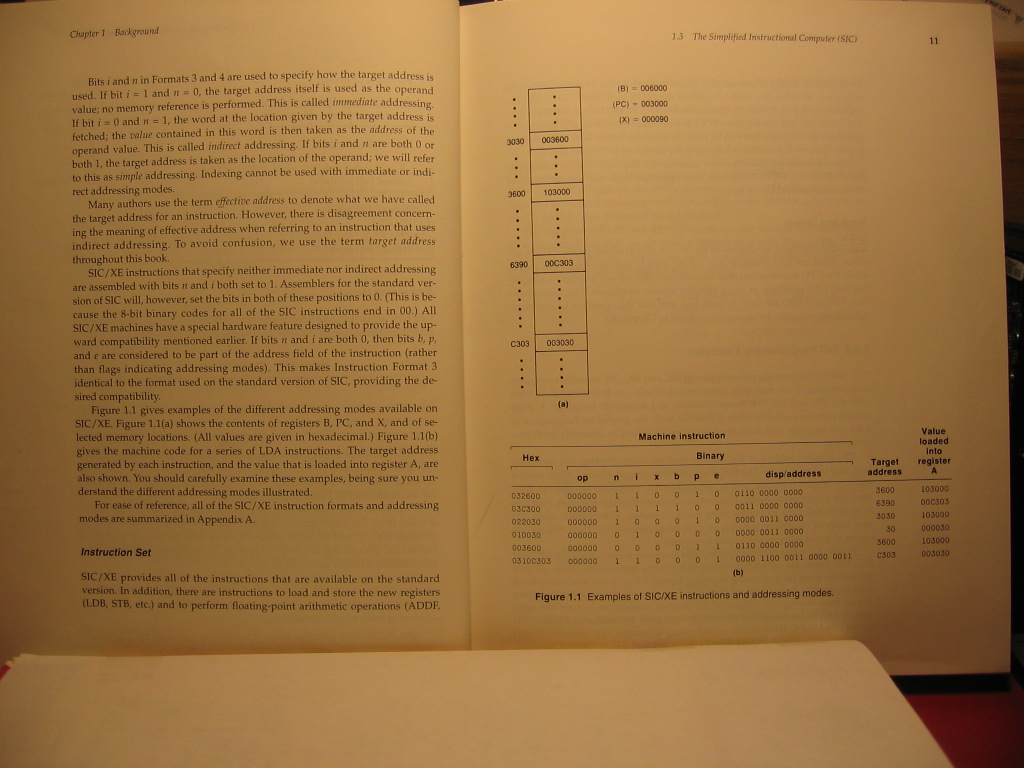 Chapter 1 Background
Bits i and n in Formats 3 and 4 are used to specify how the target address is
used. If bit i = 1 and n = 0, the target address itself is used as the operand
value; no memory reference is performed. This is called immediate addressing.
If bit i = 0 and n = 1, the word at the location given by the target address is
fetched; the value contained in this word is then taken as the address of the
operand value. This is called indirect addressing. If bits i and n are both 0 or
both 1, the target address is taken as the location of the operand; we will refer
to this as simple addressing. Indexing cannot be used with immediate or indi-
rect addressing modes.
Many authors use the term effective address to denote what we have called
the target address for an instruction. However, there is disagreement concern-
ing the meaning of effective address when referring to an instruction that uses
indirect addressing. To avoid confusion, we use the term target address
throughout this book.
SIC/XE instructions that specify neither immediate nor indirect addressing
are assembled with bits n and i both set to 1. Assemblers for the standard ver-
sion of SIC will, however, set the bits in both of these positions to 0. (This is be-
cause the 8-bit binary codes for all of the SIC instructions end in 00.) All
SIC/XE machines have a special hardware feature designed to provide the up-
ward compatibility mentioned earlier. If bits n and i are both 0, then bits b, p,
and e are considered to be part of the address field of the instruction (rather
than flags indicating addressing modes). This makes Instruction Format 3
identical to the format used on the standard version of SIC, providing the de-
sired compatibility.
Figure 1.1 gives examples of the different addressing modes available on
SIC/XE. Figure 1.1(a) shows the contents of registers B, PC, and X, and of se-
lected memory locations. (All values are given in hexadecimal.) Figure 1.1(b)
gives the machine code for a series of LDA instructions. The target address
generated by each instruction, and the value that is loaded into register A, are
also shown. You should carefully examine these examples, being sure you un-
derstand the different addressing modes illustrated.
For ease of reference, all of the SIC/XE instruction formats and addressing
modes are summarized in Appendix A.
Instruction Set
SIC/XE provides all of the instructions that are available on the standard
version. In addition, there are instructions to load and store the new registers
(LDB, STB, etc.) and to perform floating-point arithmetic operations (ADDF,
1.3 The Simplified Instructional Computer (SIC) 11
(B) = 006000
(PC) = 003000
(X) = 000090
3030 003600
3600 103000
6390 00C303
C303 003030
(a)
Machine instruction
Value
loaded
into
register
A
Hex Binary
Target
address
op n i x b p e disp/address
032600 000000 1 1 0 0 1 0 0110 0000 0000 3600 103000
03C300 000000 1 1 1 1 0 0 0011 0000 0000 6390 00C303
022030 000000 1 0 0 0 1 0 0000 0011 0000 3030 103000
010030 000000 0 1 0 0 0 0 0000 0011 0000 30 000030
003600 000000 0 0 0 0 1 1 0110 0000 0000 3600 103000
0310C303 000000 1 1 0 0 0 1 0000 1100 0011 0000 0011 C303 003030
(b)
Figure 1.1 Examples of SIC/XE instructions and addressing modes.